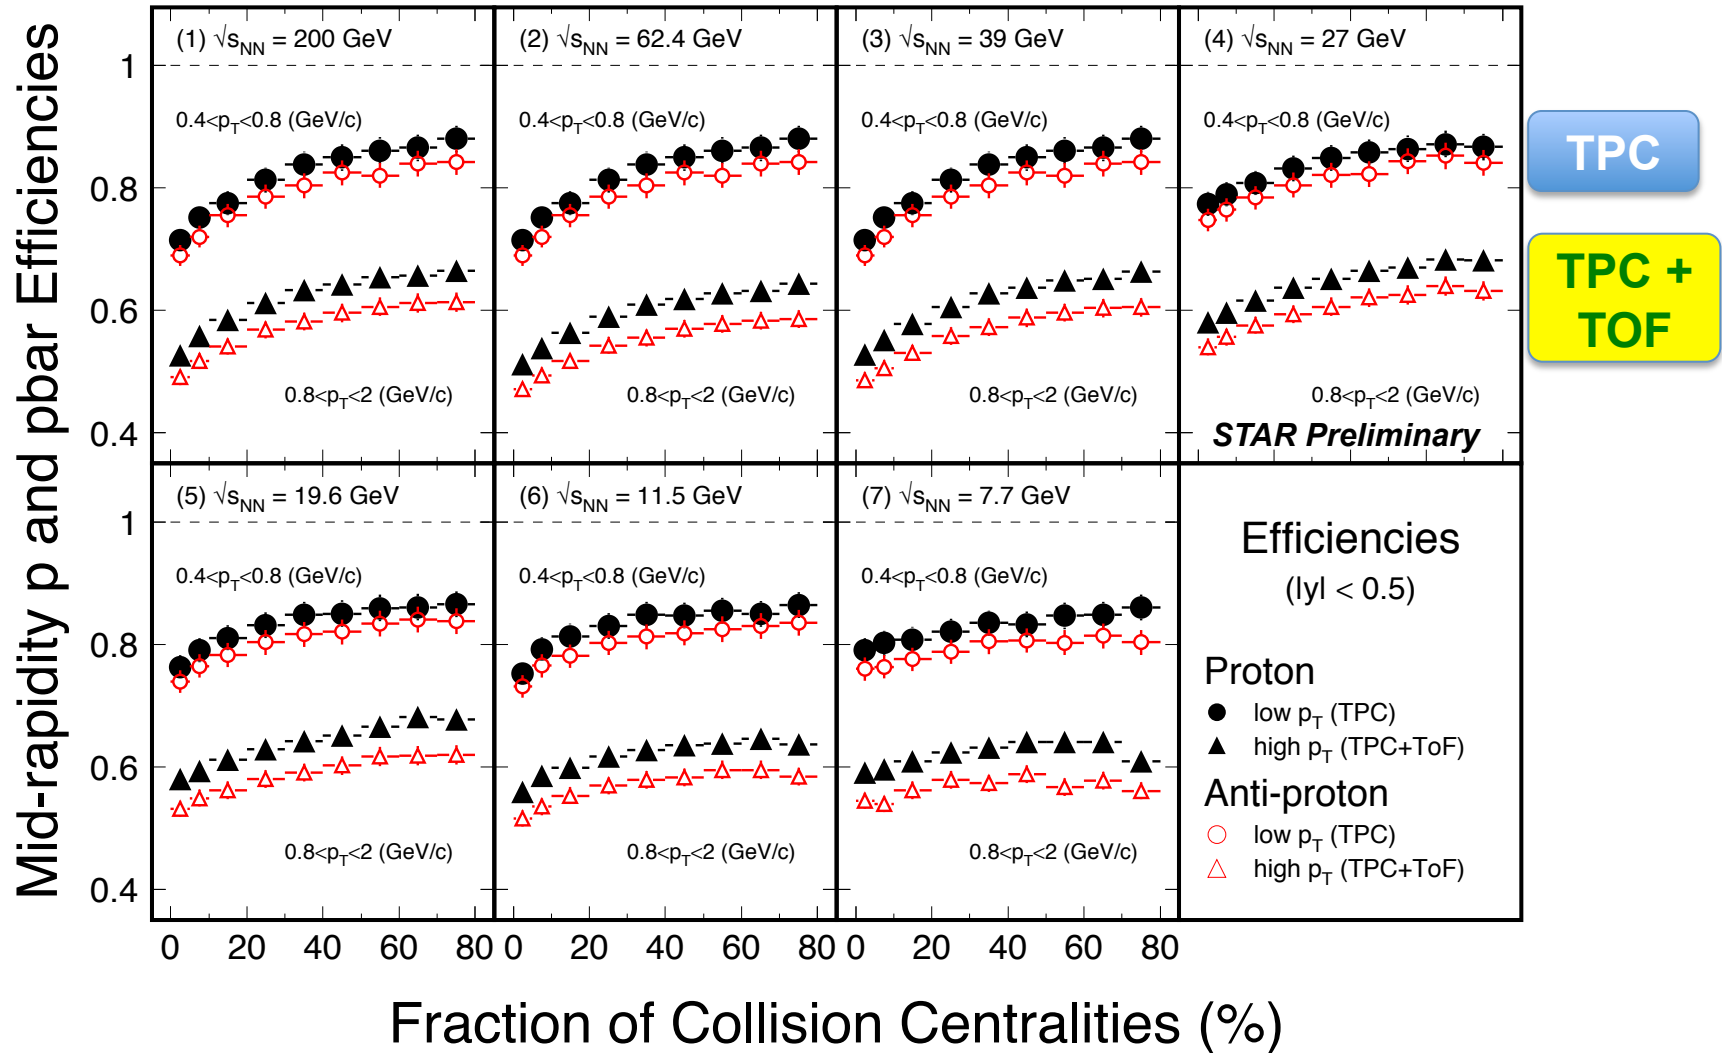 Mid-rapidity p and pbar Efficiencies
(1) √sNN = 200 GeV
(2) √sNN = 62.4 GeV
(3) √sNN = 39 GeV
(4) √sNN = 27 GeV
1
0.4<pT<0.8 (GeV/c)
0.4<pT<0.8 (GeV/c)
0.4<pT<0.8 (GeV/c)
0.4<pT<0.8 (GeV/c)
TPC
0.8
TPC +
TOF
0.6
0.8<pT<2 (GeV/c)
0.8<pT<2 (GeV/c)
0.8<pT<2 (GeV/c)
0.8<pT<2 (GeV/c)
0.4
STAR Preliminary
(5) √sNN = 19.6 GeV
(6) √sNN = 11.5 GeV
(7) √sNN = 7.7 GeV
1
0.4<pT<0.8 (GeV/c)
0.4<pT<0.8 (GeV/c)
0.4<pT<0.8 (GeV/c)
0.8
0.6
0.8<pT<2 (GeV/c)
0.8<pT<2 (GeV/c)
0.8<pT<2 (GeV/c)
0.4
Efficiencies
(|y| < 0.5)
Proton
low pT (TPC)
high pT (TPC+ToF)
Anti-proton
low pT (TPC)
high pT (TPC+ToF)
0 20 40 60 80
0 20 40 60 80
0 20 40 60 80
Fraction of Collision Centralities (%)